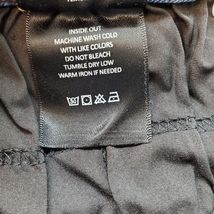 INSIDE OUT
MACHINE WASH COLD
WITH LIKE COLORS
DO NOT BLEACH
TUMBLE DRY LOW
WARM IRON IF NEEDED